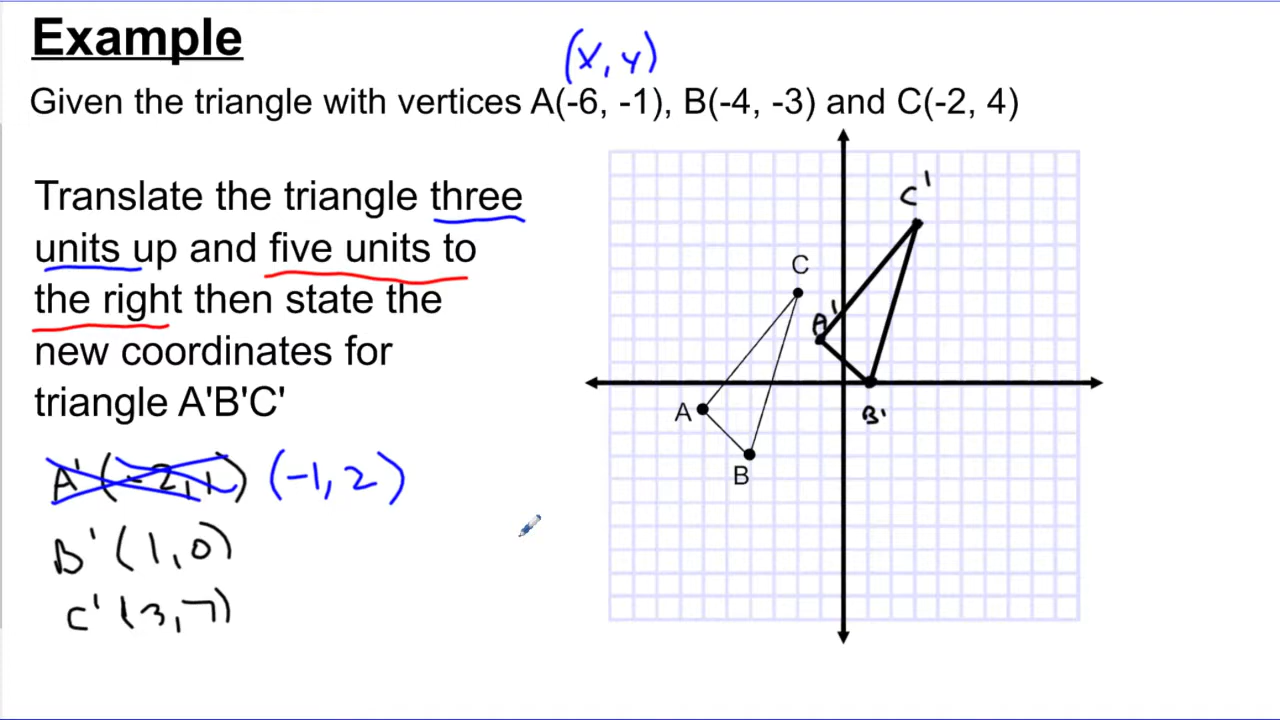 Example
(x, y)
Given the triangle with vertices A(-6, -1), B(-4, -3) and C(-2, 4)
Translate the triangle three
units up and five units to
the right then state the
new coordinates for
triangle A'B'C'
A' (-2, 1) (-1, 2)
B' (1, 0)
C' (3, 7)
C'
C
A'
A
B'
B